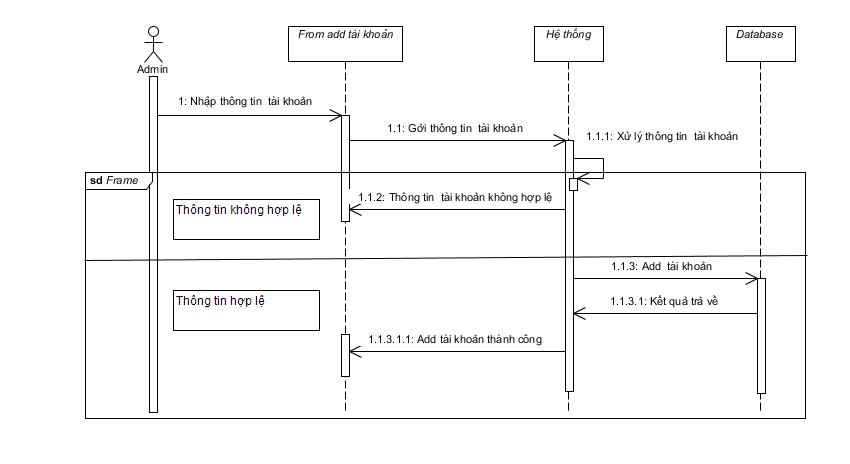 From add tài khoản
Hệ thống
Database
Admin
1: Nhập thông tin tài khoản
1.1: Gởi thông tin tài khoản
1.1.1: Xử lý thông tin tài khoản
sd Frame
1.1.2: Thông tin tài khoản không hợp lệ
Thông tin không hợp lệ
1.1.3: Add tài khoản
Thông tin hợp lệ
1.1.3.1: Kết quả trả về
1.1.3.1.1: Add tài khoản thành công